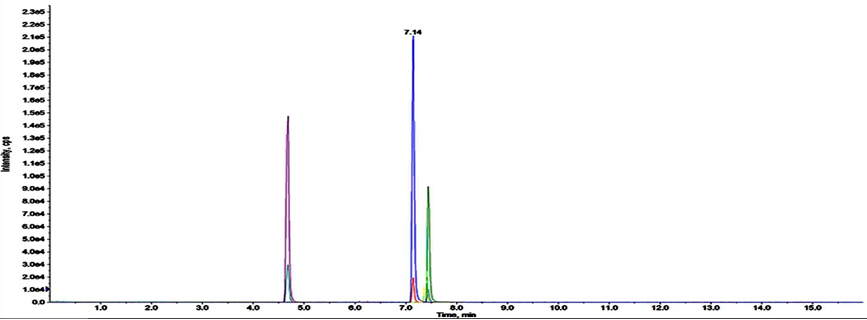 2.3e5
7.14
2.2e5
2.1e5
2.0e5
1.9e5
1.8e5
1.7e5
1.6e5
1.5e5
1.4e5
1.3e5
1.2e5
1.1e5
1.0e5
9.0e4
8.0e4
7.0e4
6.0e4
5.0e4
4.0e4
3.0e4
2.0e4
1.0e4
0.0
Intensity, cps
1.0 2.0 3.0 4.0 5.0 6.0 7.0 8.0 9.0 10.0 11.0 12.0 13.0 14.0 15.0
Time, min